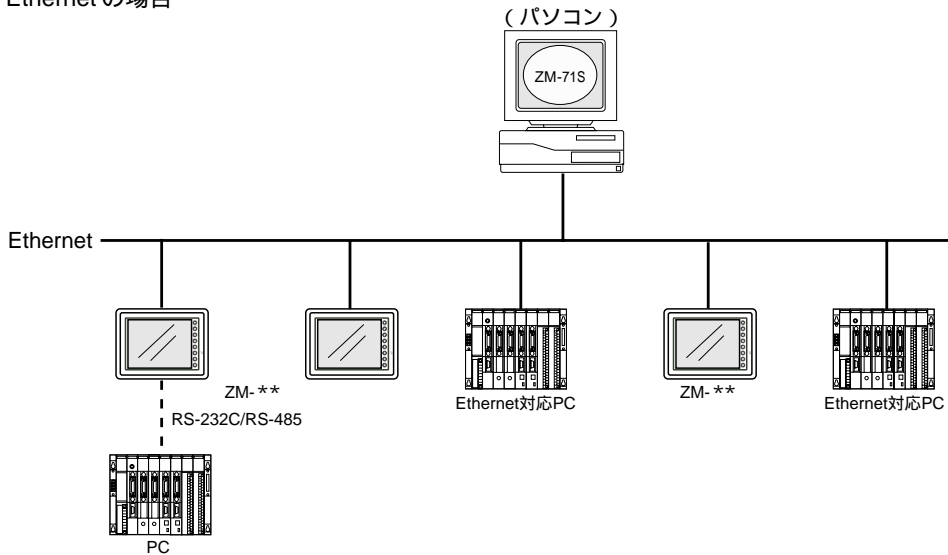 Ethernet の場合
(パソコン)
ZM-71S
Ethernet
ZM-**
RS-232C/RS-485
Ethernet対応PC
ZM-**
Ethernet対応PC
PC